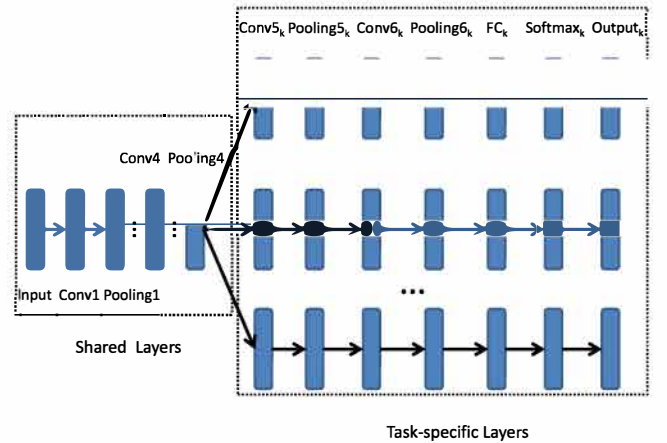 Conv5k Pooling5k Conv6k Pooling6k FCk Softmaxk Outputk
Conv4 Poo'ing4
...
Input Conv1 Pooling1
Shared Layers
Task-specific Layers